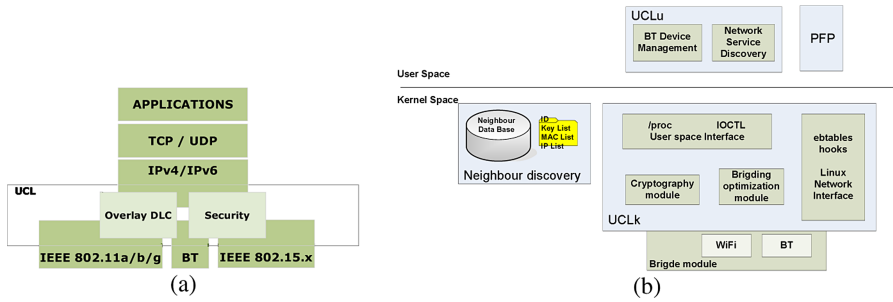 APPLICATIONS
TCP / UDP
IPv4/IPv6
UCL
Overlay DLC
Security
IEEE 802.11a/b/g
BT
IEEE 802.15.x
(a)
UCLu
BT Device
Management
Network
Service
Discovery
PFP
User Space
Kernel Space
Neighbour
Data Base
ID
Key List
MAC List
IP List
Neighbour discovery
/proc IOCTL
User space Interface
ebtables
hooks
Linux
Network
Interface
Cryptography
module
Brigding
optimization
module
UCLk
WiFi
BT
Brigde module
(b)